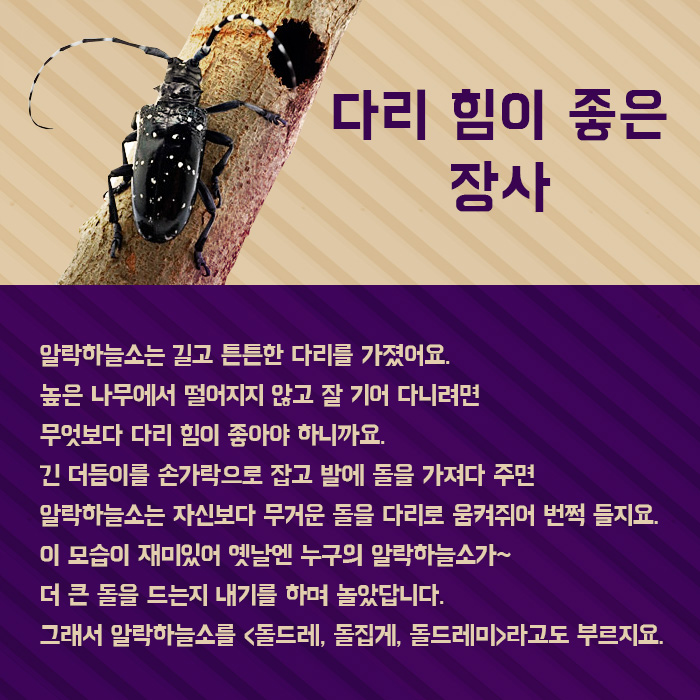 다리 힘이 좋은
장사
알락하늘소는 길고 튼튼한 다리를 가졌어요.
높은 나무에서 떨어지지 않고 잘 기어 다니려면
무엇보다 다리 힘이 좋아야 하니까요.
긴 더듬이를 손가락으로 잡고 발에 돌을 가져다 주면
알락하늘소는 자신보다 무거운 돌을 다리로 움켜쥐어 번쩍 들지요.
이 모습이 재미있어 옛날엔 누구의 알락하늘소가~
더 큰 돌을 드는지 내기를 하며 놀았답니다.
그래서 알락하늘소를 <돌드레, 돌집게, 돌드레미>라고도 부르지요.